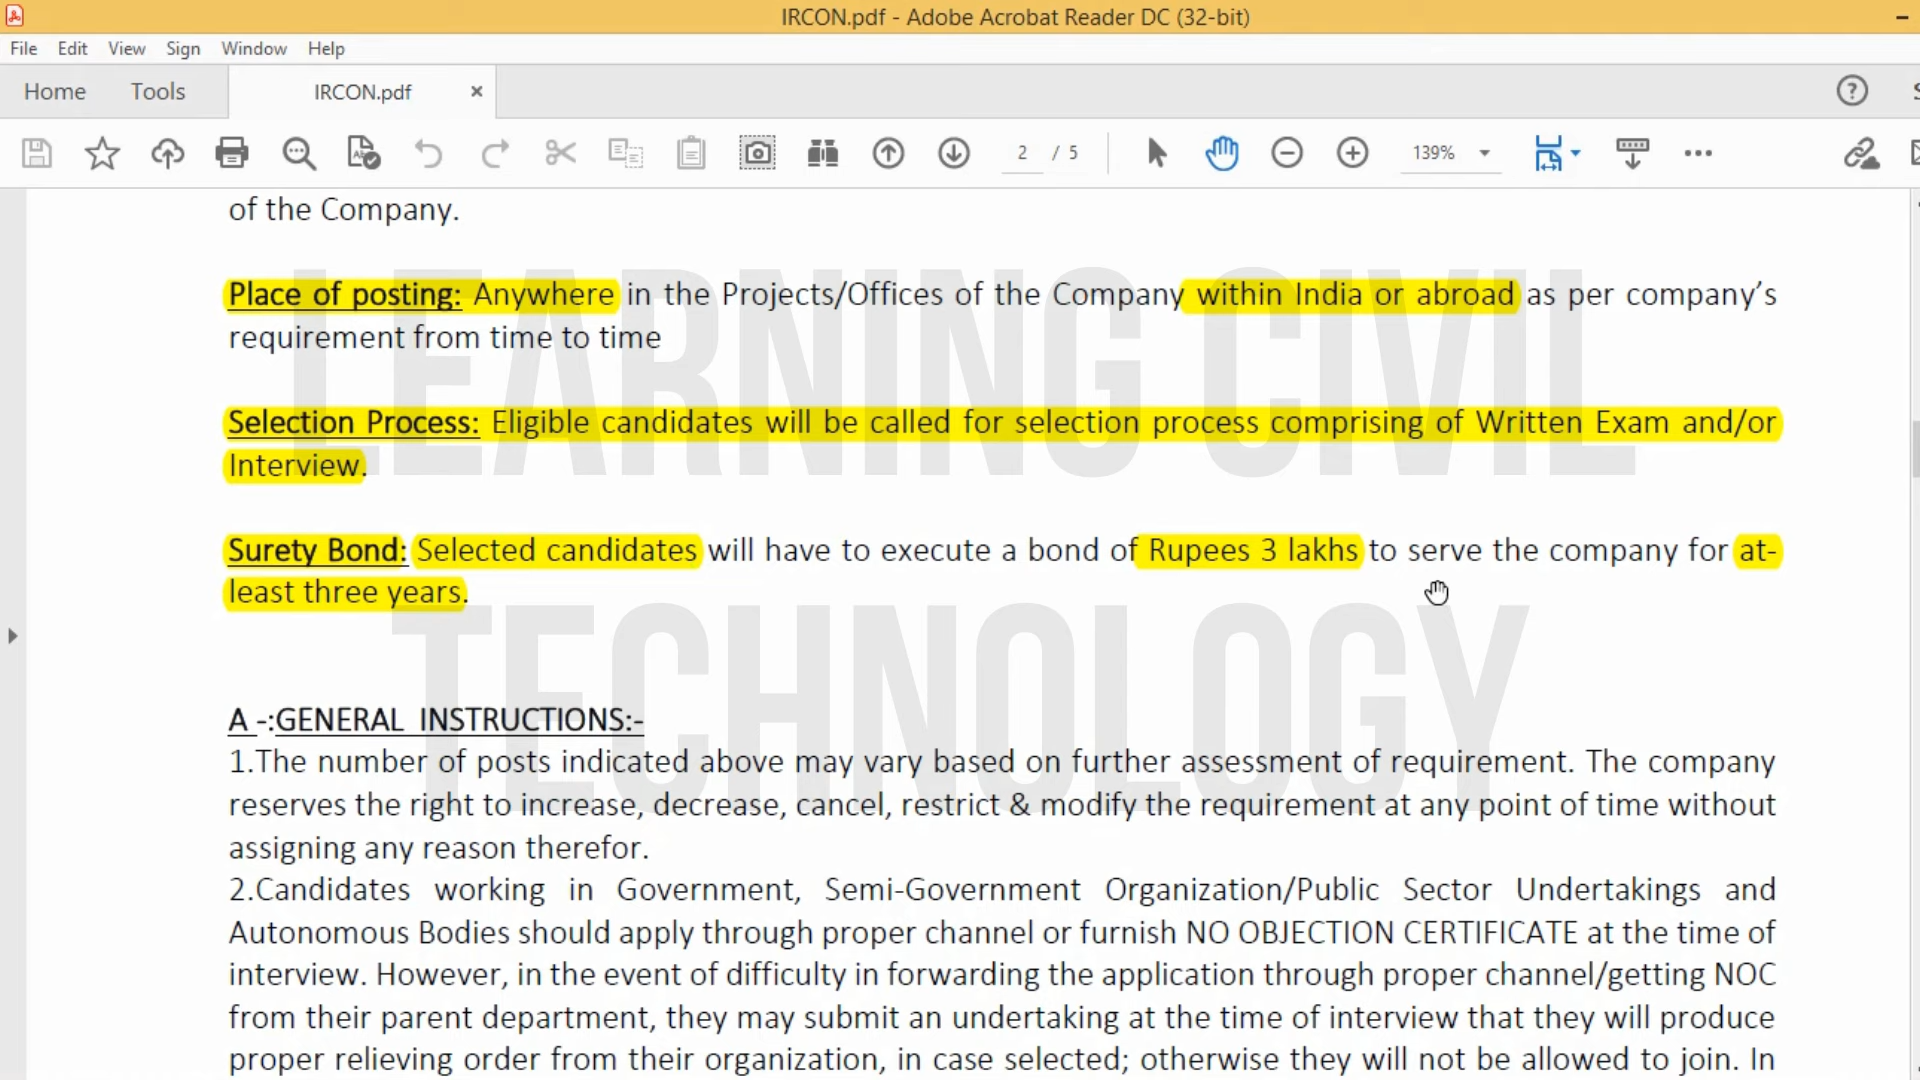 IRCON.pdf - Adobe Acrobat Reader DC (32-bit)
File Edit View Sign Window Help
Home Tools IRCON.pdf
2 / 5 139%
of the Company.
Place of posting: Anywhere in the Projects/Offices of the Company within India or abroad as per company's
requirement from time to time
Selection Process: Eligible candidates will be called for selection process comprising of Written Exam and/or
Interview.
Surety Bond: Selected candidates will have to execute a bond of Rupees 3 lakhs to serve the company for at-
least three years.
A -:GENERAL INSTRUCTIONS:-
1.The number of posts indicated above may vary based on further assessment of requirement. The company
reserves the right to increase, decrease, cancel, restrict & modify the requirement at any point of time without
assigning any reason therefor.
2.Candidates working in Government, Semi-Government Organization/Public Sector Undertakings and
Autonomous Bodies should apply through proper channel or furnish NO OBJECTION CERTIFICATE at the time of
interview. However, in the event of difficulty in forwarding the application through proper channel/getting NOC
from their parent department, they may submit an undertaking at the time of interview that they will produce
proper relieving order from their organization, in case selected; otherwise they will not be allowed to join. In
LEARNING CIVIL
TECHNOLOGY